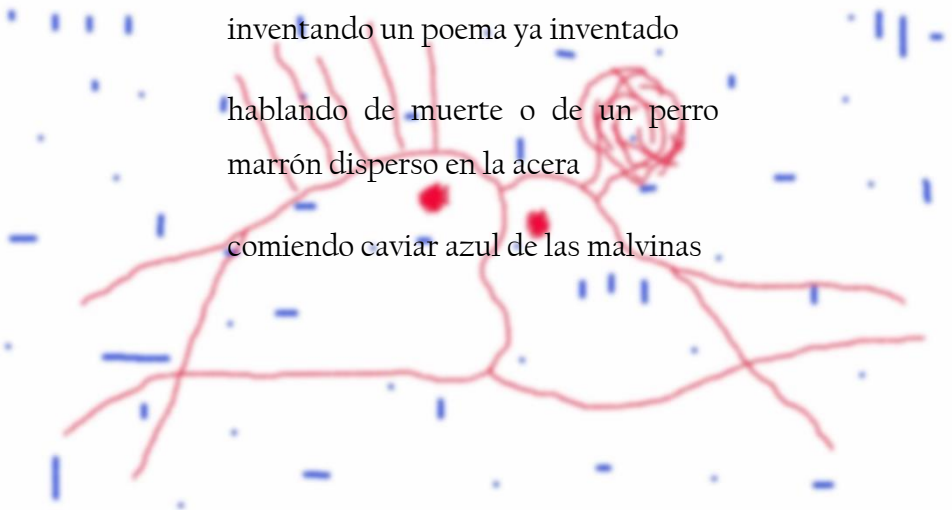 inventando un poema ya inventado
hablando de muerte o de un perro
marrón disperso en la acera
comiendo caviar azul de las malvinas